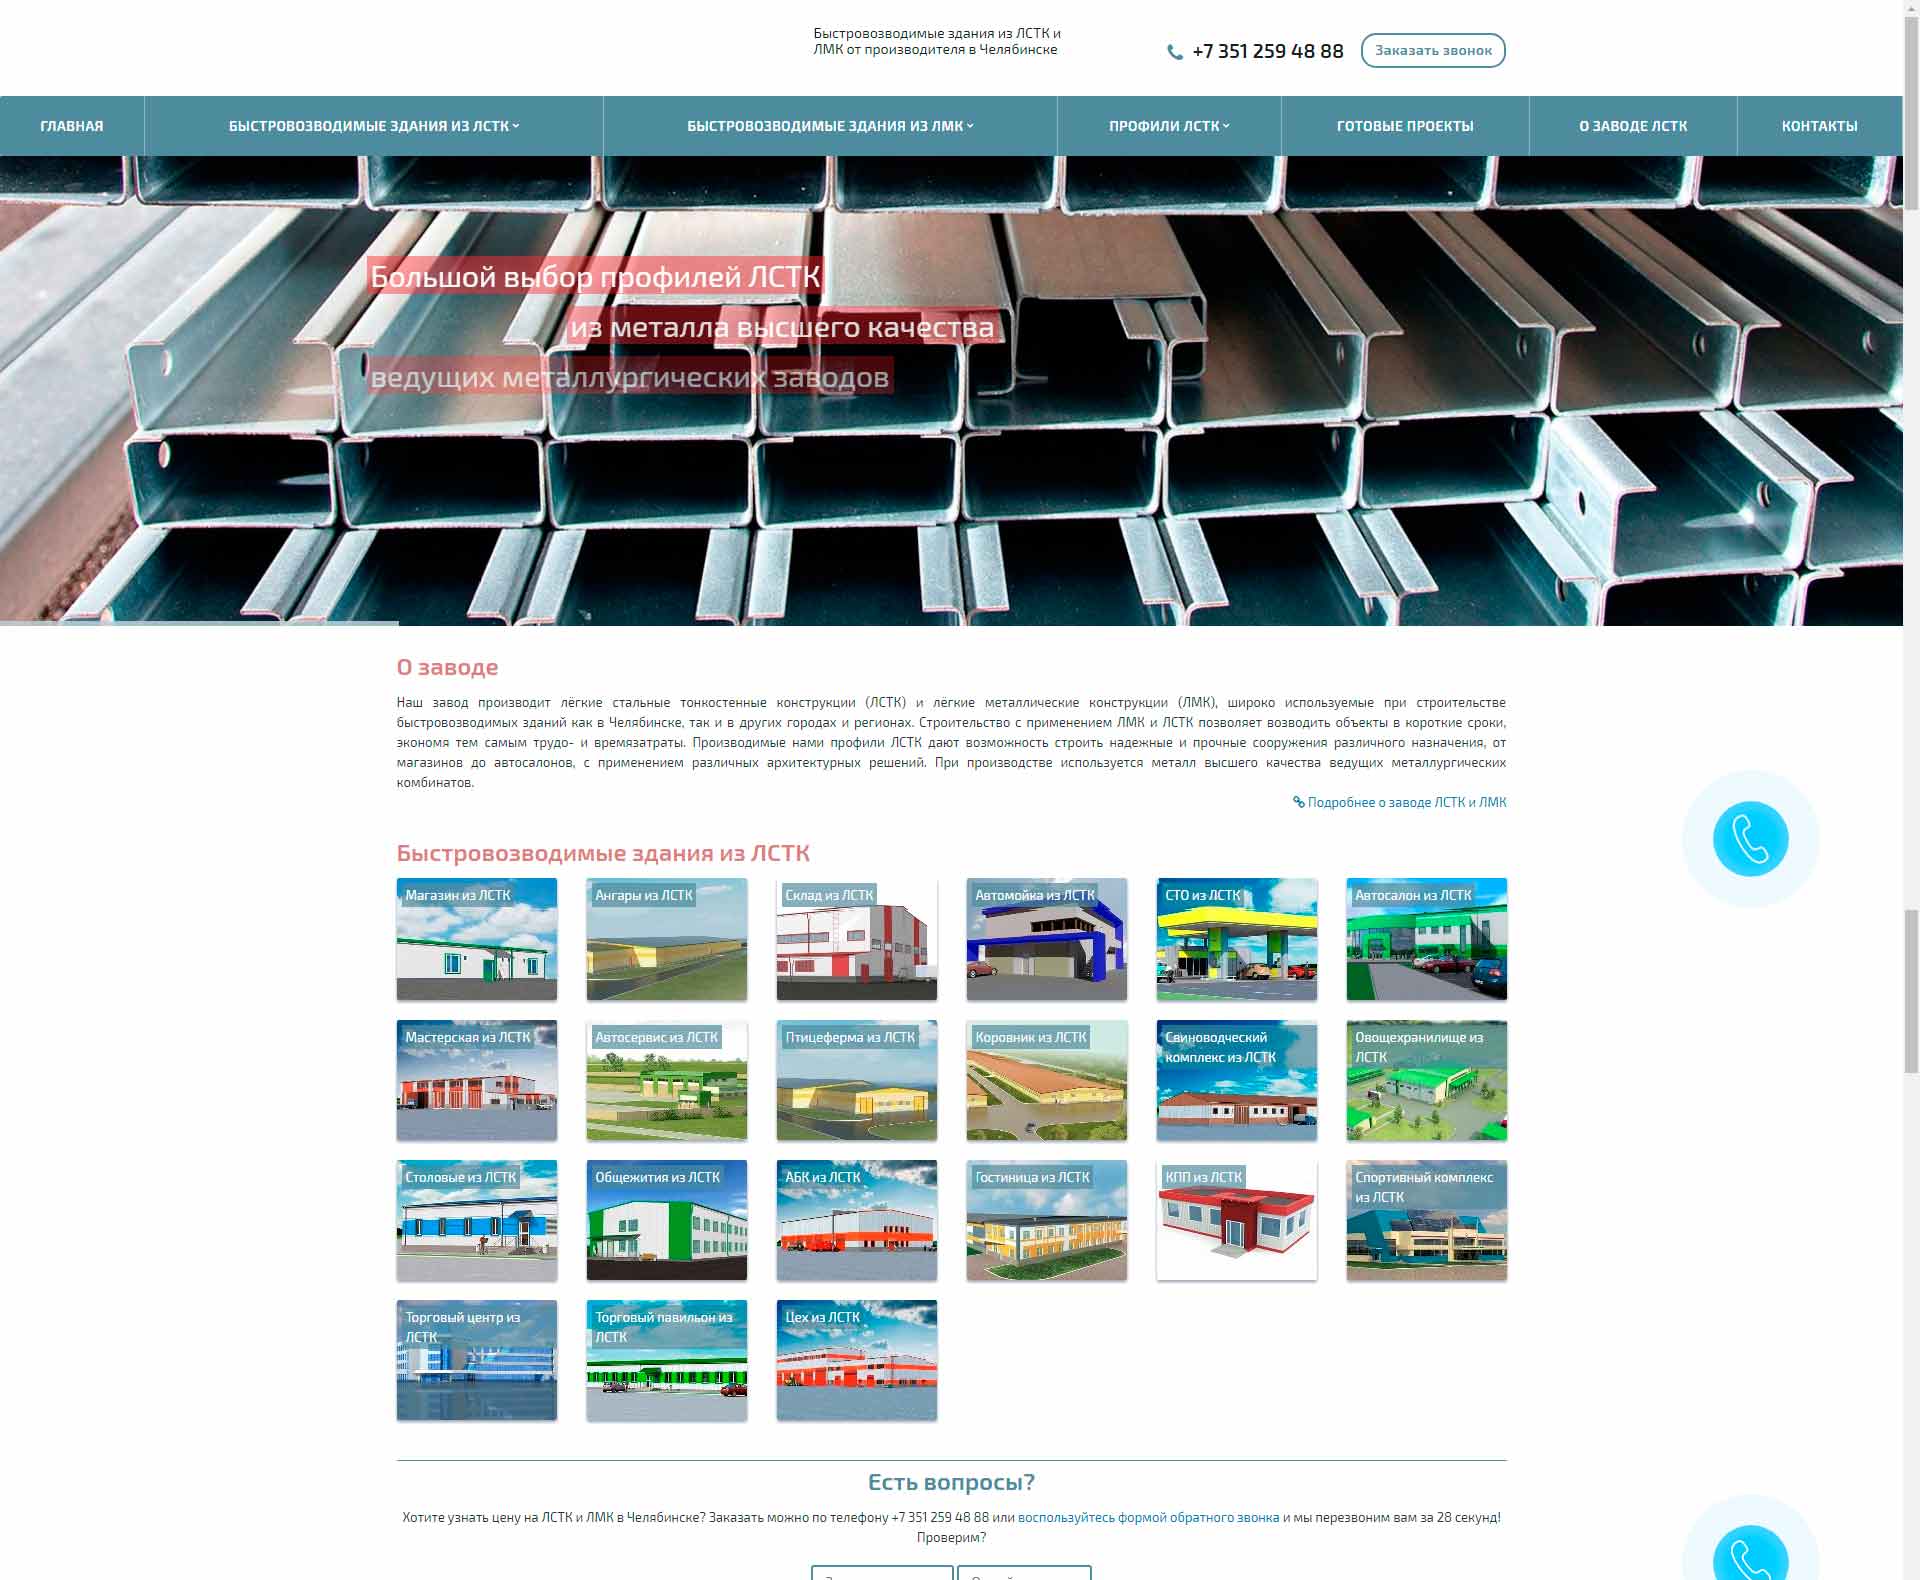 Быстровозводимые здания из ЛСТК и
ЛМК от производителя в Челябинске
+7 351 259 48 88
Заказать звонок
ГЛАВНАЯ
БЫСТРОВОЗВОДИМЫЕ ЗДАНИЯ ИЗ ЛСТК
БЫСТРОВОЗВОДИМЫЕ ЗДАНИЯ ИЗ ЛМК
ПРОФИЛИ ЛСТК
ГОТОВЫЕ ПРОЕКТЫ
О ЗАВОДЕ ЛСТК
КОНТАКТЫ
Большой выбор профилей ЛСТК
из металла высшего качества
ведущих металлургических заводов
О заводе
Наш завод производит лёгкие стальные тонкостенные конструкции (ЛСТК) и лёгкие металлические конструкции (ЛМК), широко используемые при строительстве
быстровозводимых зданий как в Челябинске, так и в других городах и регионах. Строительство с применением ЛМК и ЛСТК позволяет возводить объекты в короткие сроки,
экономя тем самым трудо- и времязатраты. Производимые нами профили ЛСТК дают возможность строить надежные и прочные сооружения различного назначения, от
магазинов до автосалонов, с применением различных архитектурных решений. При производстве используется металл высшего качества ведущих металлургических
комбинатов.
Подробнее о заводе ЛСТК и ЛМК
Быстровозводимые здания из ЛСТК
Магазин из ЛСТК
Ангары из ЛСТК
Склад из ЛСТК
Автомойка из ЛСТК
СТО из ЛСТК
Автосалон из ЛСТК
Мастерская из ЛСТК
Автосервис из ЛСТК
Птицеферма из ЛСТК
Коровник из ЛСТК
Свиноводческий
комплекс из ЛСТК
Овощехранилище из
ЛСТК
Столовые из ЛСТК
Общежития из ЛСТК
АБК из ЛСТК
Гостиница из ЛСТК
КПП из ЛСТК
Спортивный комплекс
из ЛСТК
Торговый центр из
ЛСТК
Торговый павильон из
ЛСТК
Цех из ЛСТК
Есть вопросы?
Хотите узнать цену на ЛСТК и ЛМК в Челябинске? Заказать можно по телефону +7 351 259 48 88 или воспользуйтесь формой обратного звонка и мы перезвоним вам за 28 секунд!
Проверим?